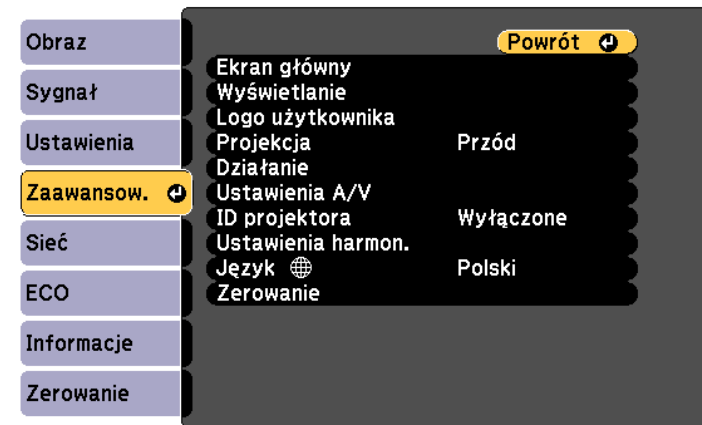 Obraz
Sygnał
Ustawienia
Zaawansow.
Sieć
ECO
Informacje
Zerowanie
Powrót
Ekran główny
Wyświetlanie
Logo użytkownika
Projekcja Przód
Działanie
Ustawienia A/V
ID projektora Wyłączone
Ustawienia harmon.
Język Polski
Zerowanie